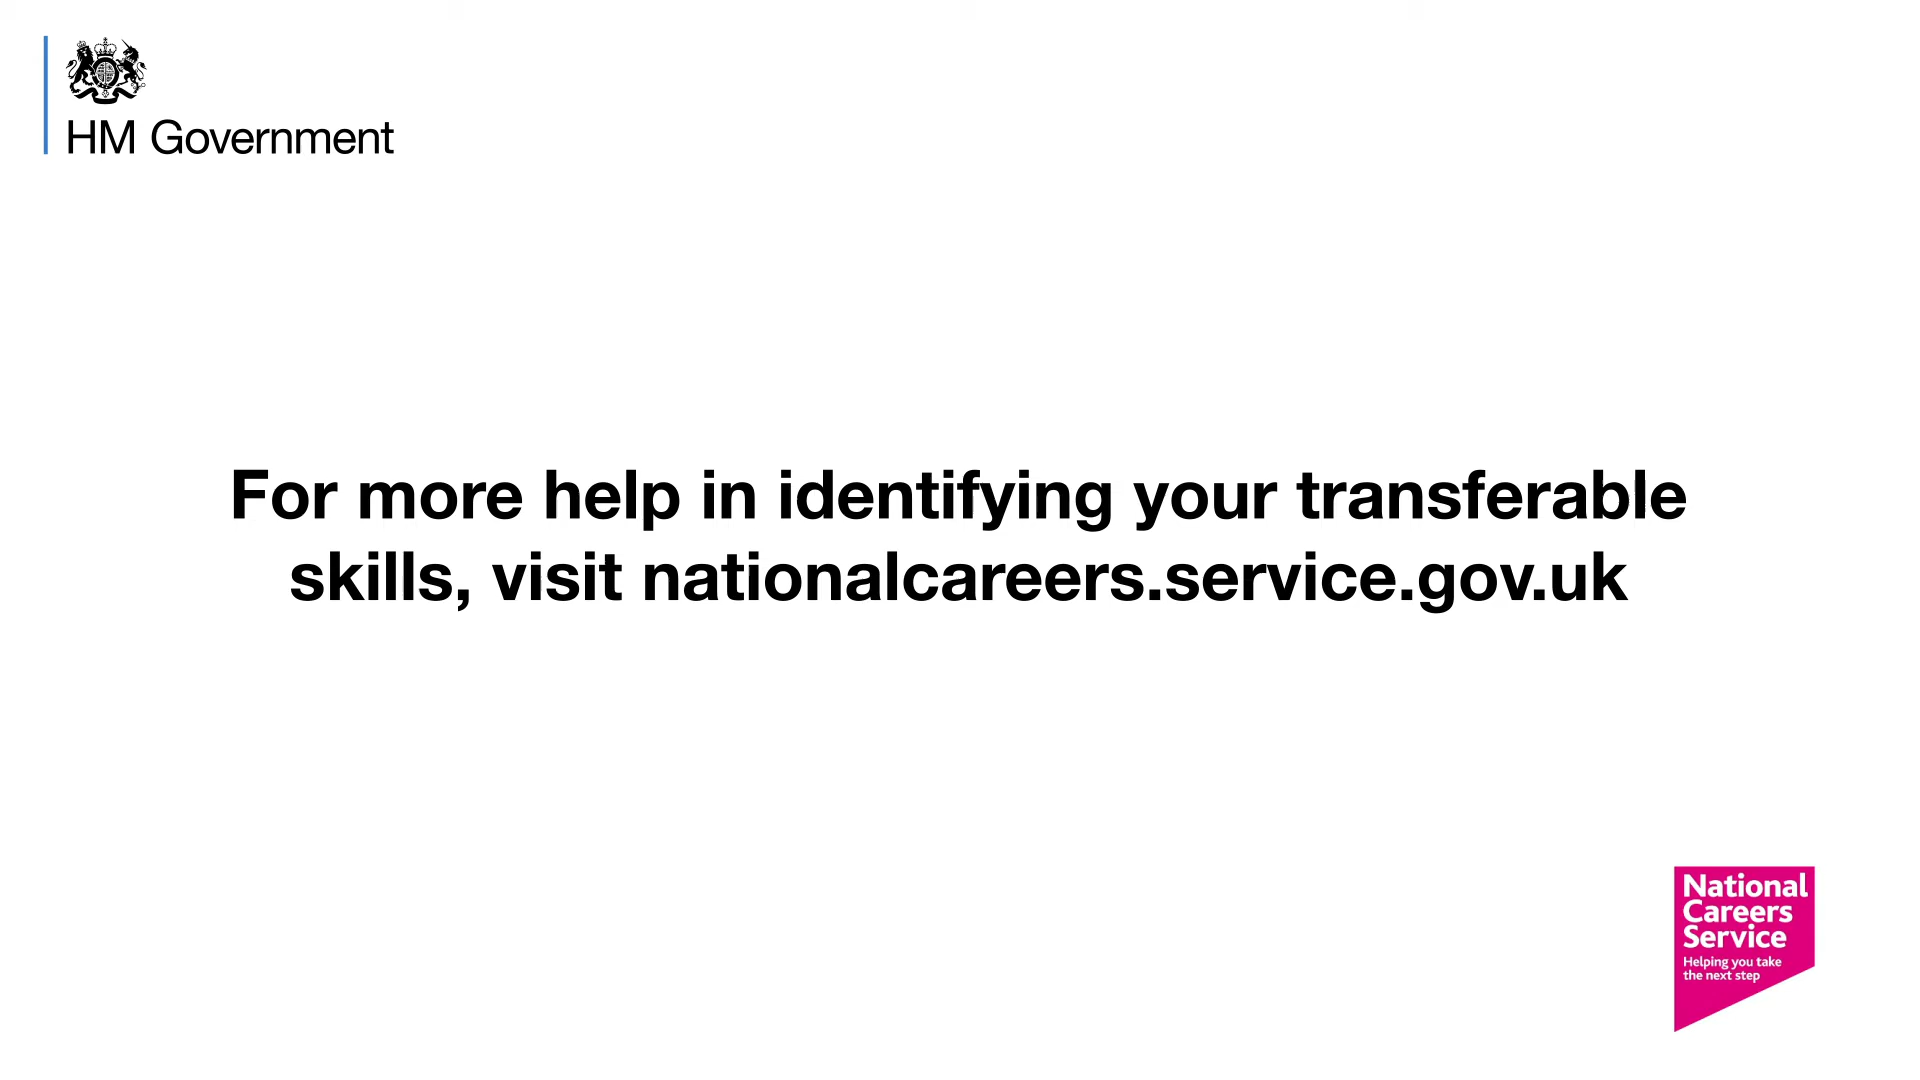 HM Government
For more help in identifying your transferable
skills, visit nationalcareers.service.gov.uk
National
Careers
Service
Helping you take
the next step